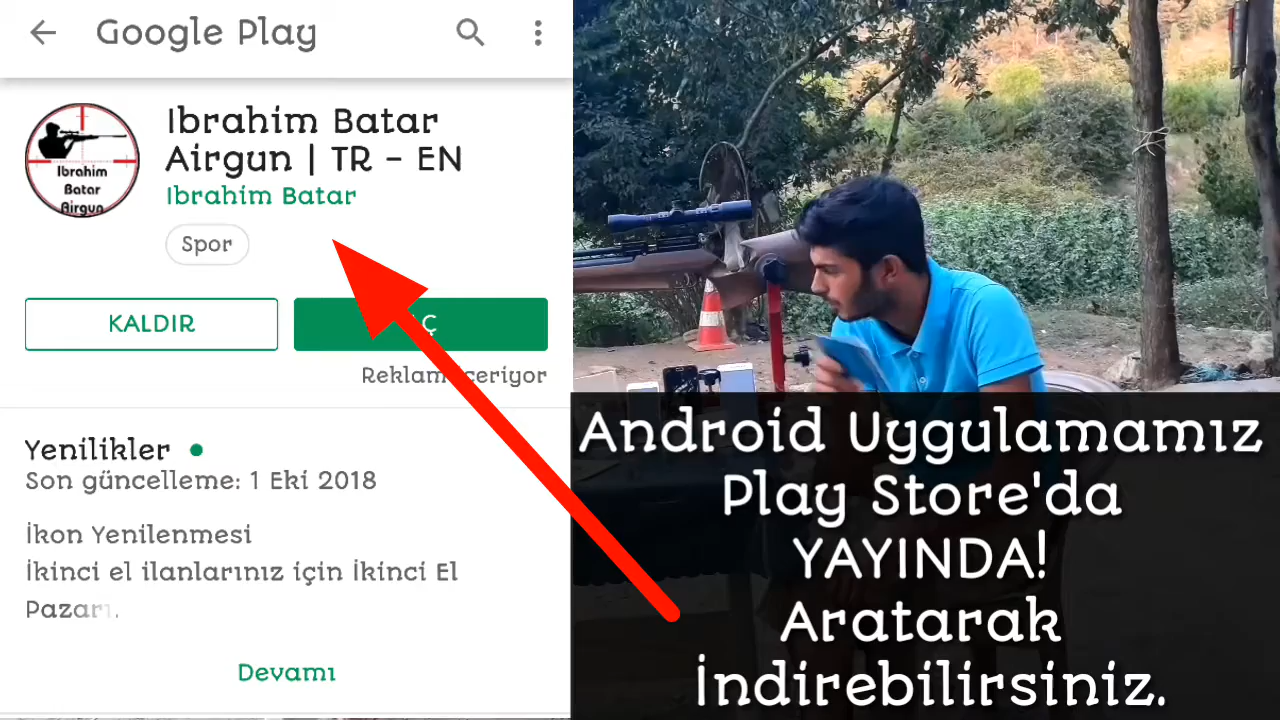 Google Play
Ibrahim Batar
Airgun | TR - EN
Ibrahim Batar
Ibrahim
Batar
Airgun
Spor
KALDIR
Reklam
Yenilikler
Son güncelleme: 1 Eki 2018
İkon Yenilenmesi
İkinci el ilanlarınız için İkinci El
Pazarı.
Devamı
Android Uygulamamız
Play Store'da
YAYINDA!
Aratarak
İndirebilirsiniz.